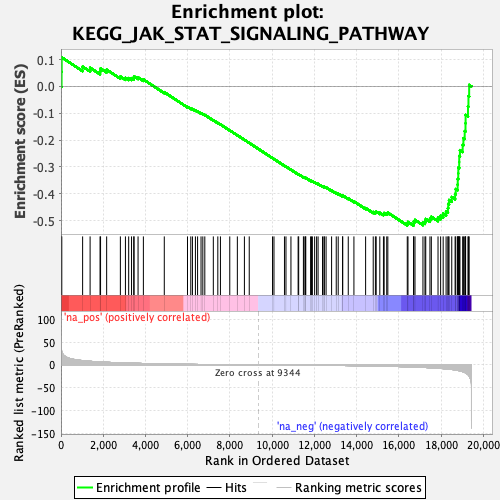 Enrichment plot:
KEGG_JAK_STAT_SIGNALING_PATHWAY
Enrichment score (ES)
0.1
0.0
-0.1
-0.2
-0.3
-0.4
-0.5
Ranked list metric (PreRanked)
'na_pos' (positively correlated)
100
50
0
-50
-100
-150
Zero cross at 9344
'na_neg' (negatively correlated)
0
2,000
4,000
6,000
8,000
10,000
12,000
14,000
16,000
18,000
20,000
Rank in Ordered Dataset
Enrichment profile
Hits
Ranking metric scores